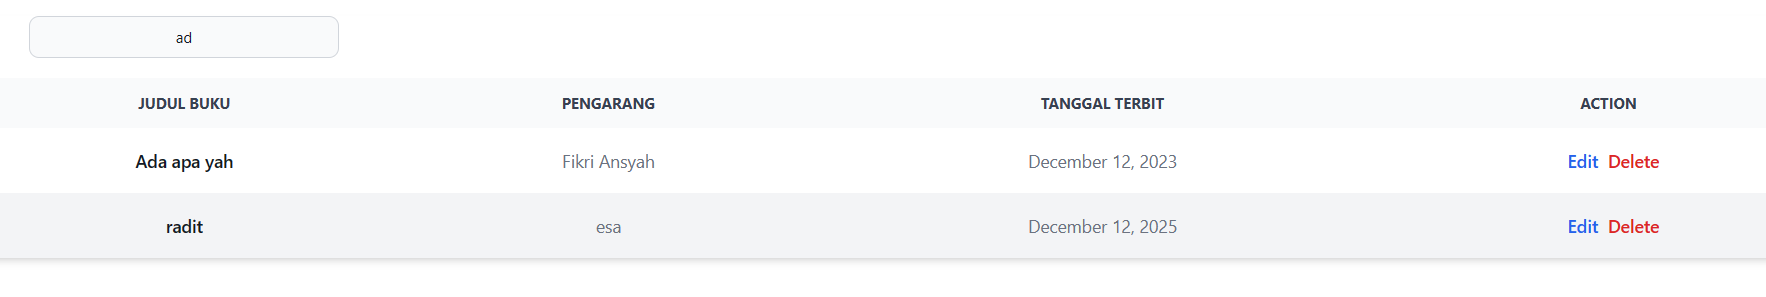 ad
JUDUL BUKU PENGARANG TANGGAL TERBIT ACTION
Ada apa yah Fikri Ansyah December 12, 2023 Edit Delete
radit esa December 12, 2025 Edit Delete